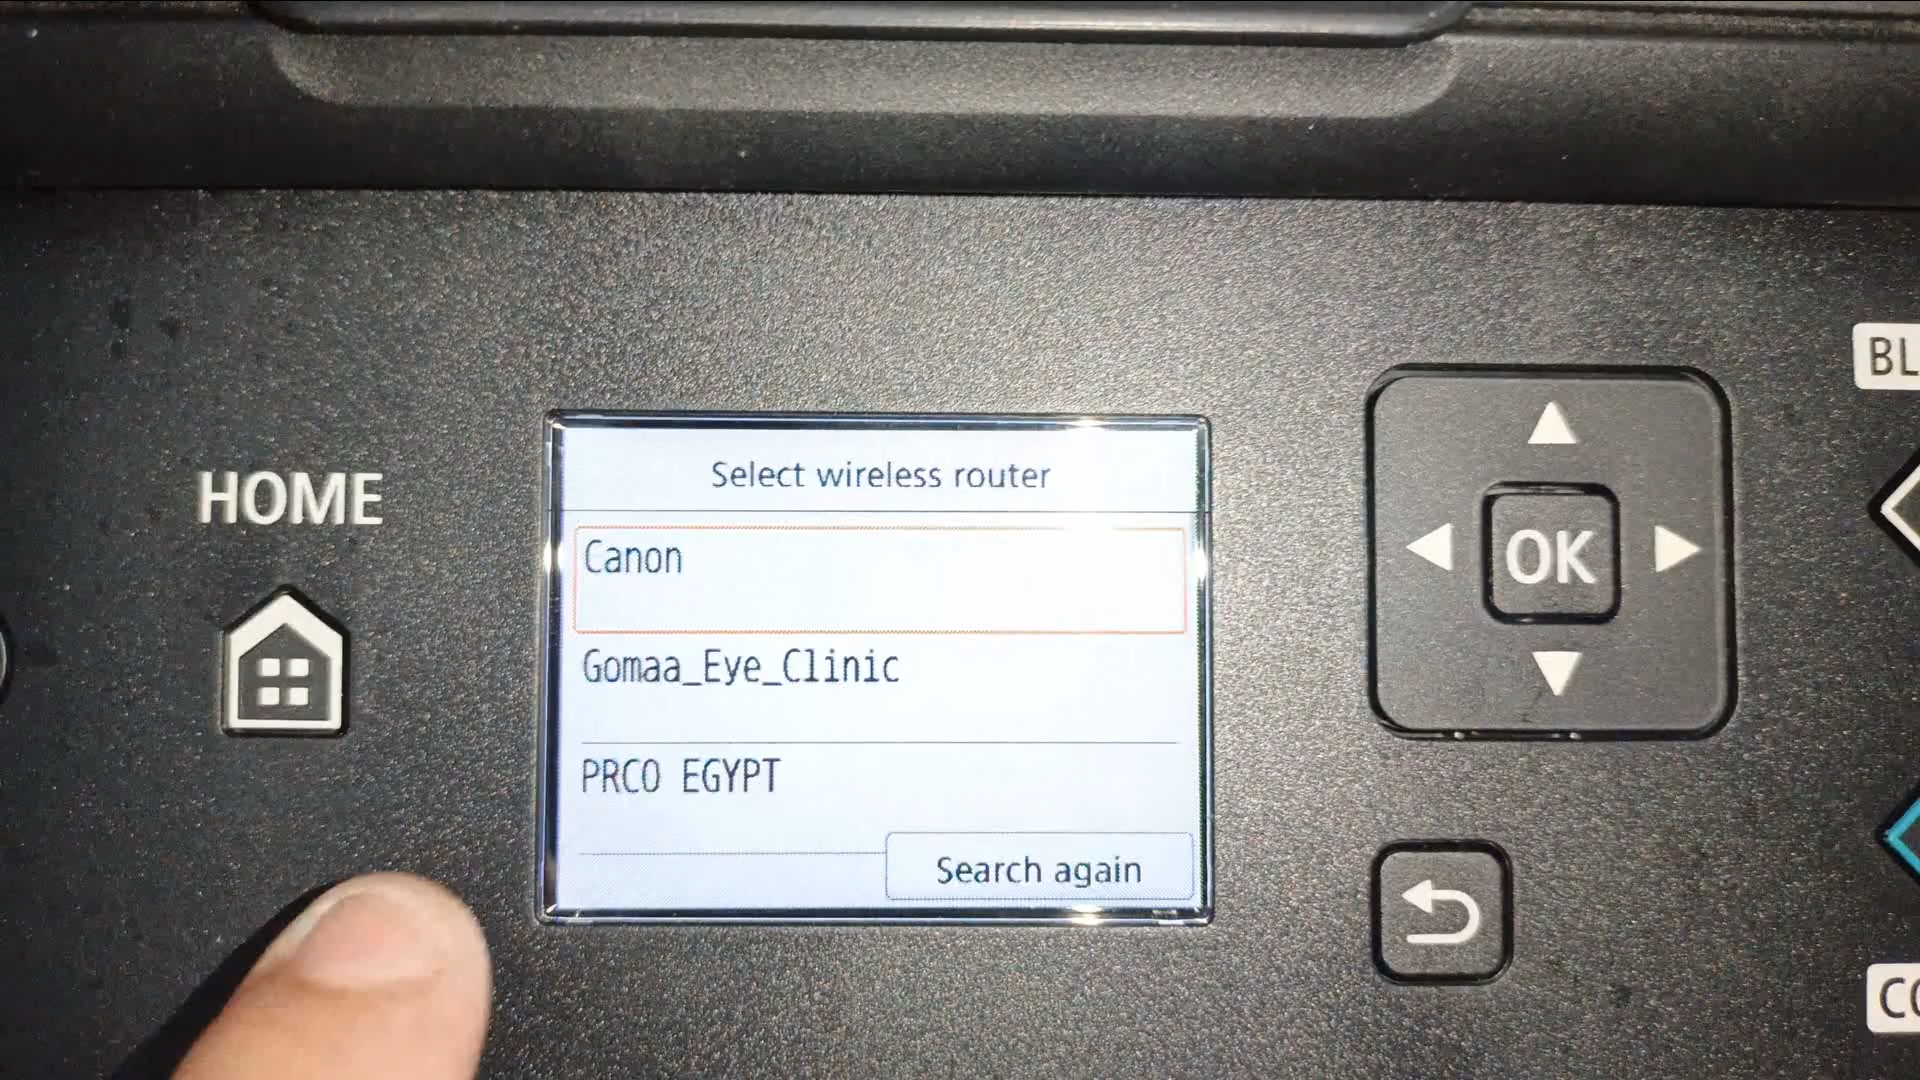 Select wireless router
Canon
Gomaa_Eye_Clinic
PRCO EGYPT
Search again
HOME
OK
BL
CO